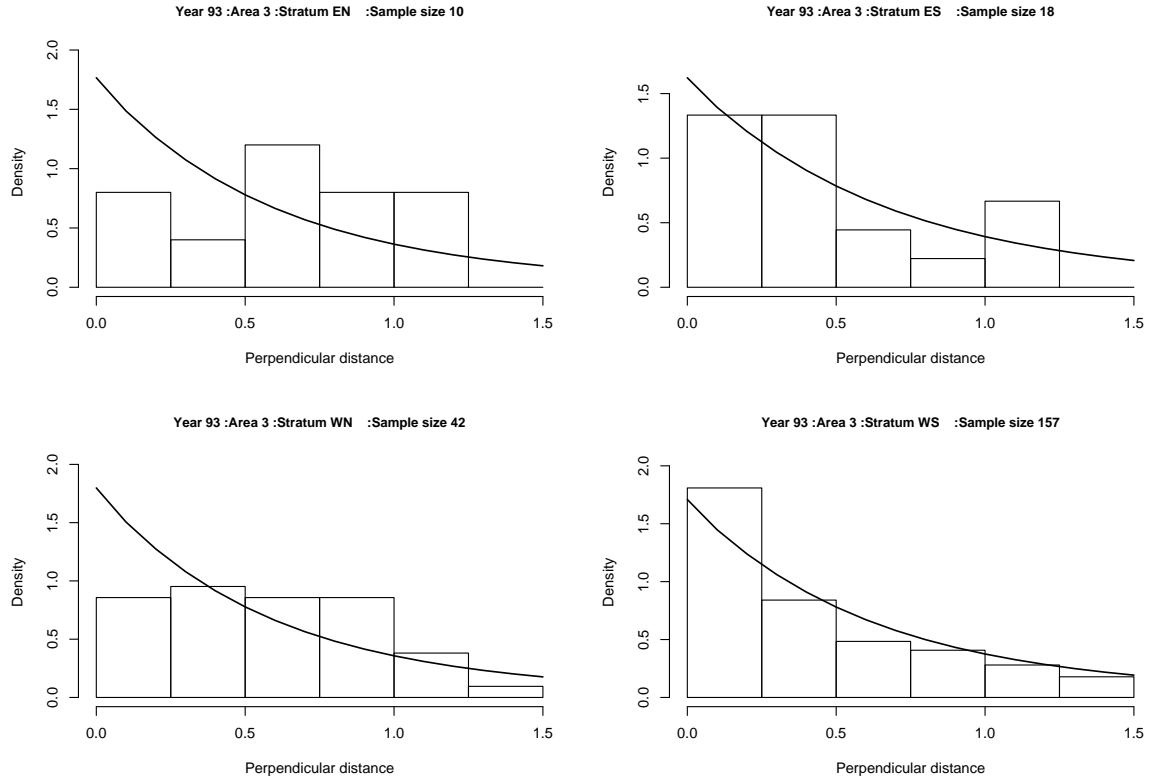 Year 93 :Area 3 :Stratum EN :Sample size 10
Density
2.0
1.5
1.0
0.5
0.0
0.0 0.5 1.0 1.5
Perpendicular distance
Year 93 :Area 3 :Stratum ES :Sample size 18
Density
1.5
1.0
0.5
0.0
0.0 0.5 1.0 1.5
Perpendicular distance
Year 93 :Area 3 :Stratum WN :Sample size 42
Density
2.0
1.5
1.0
0.5
0.0
0.0 0.5 1.0 1.5
Perpendicular distance
Year 93 :Area 3 :Stratum WS :Sample size 157
Density
2.0
1.5
1.0
0.5
0.0
0.0 0.5 1.0 1.5
Perpendicular distance